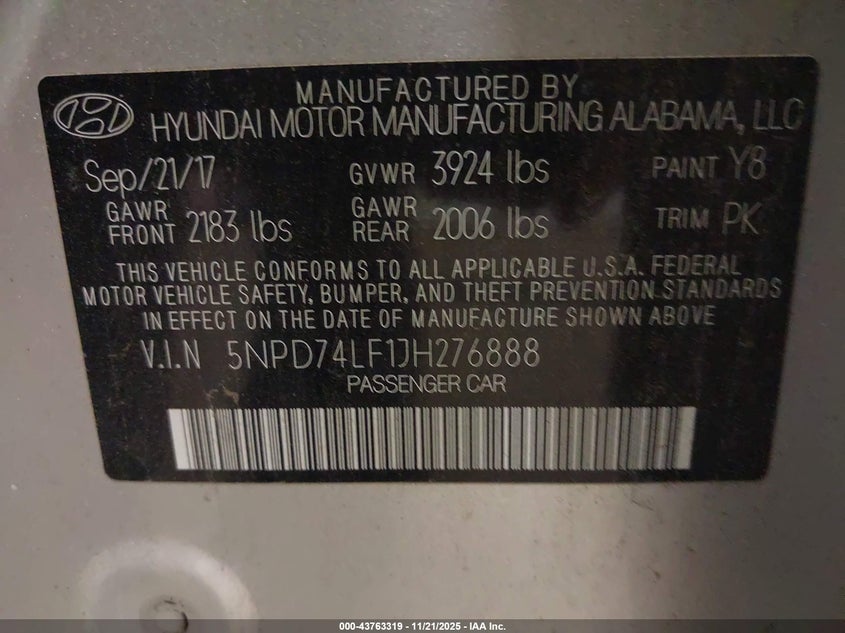 MANUFACTURED BY
HYUNDAI MOTOR MANUFACTURING ALABAMA, LLC
Sep/21/17 GVWR 3924 lbs PAINT Y8
GAWR FRONT 2183 lbs GAWR REAR 2006 lbs TRIM PK
THIS VEHICLE CONFORMS TO ALL APPLICABLE U.S.A. FEDERAL
MOTOR VEHICLE SAFETY, BUMPER, AND THEFT PREVENTION STANDARDS
IN EFFECT ON THE DATE OF MANUFACTURE SHOWN ABOVE
V.I.N 5NPD74LF1JH276888
PASSENGER CAR
000-43763319 - 11/21/2025 - IAA Inc.